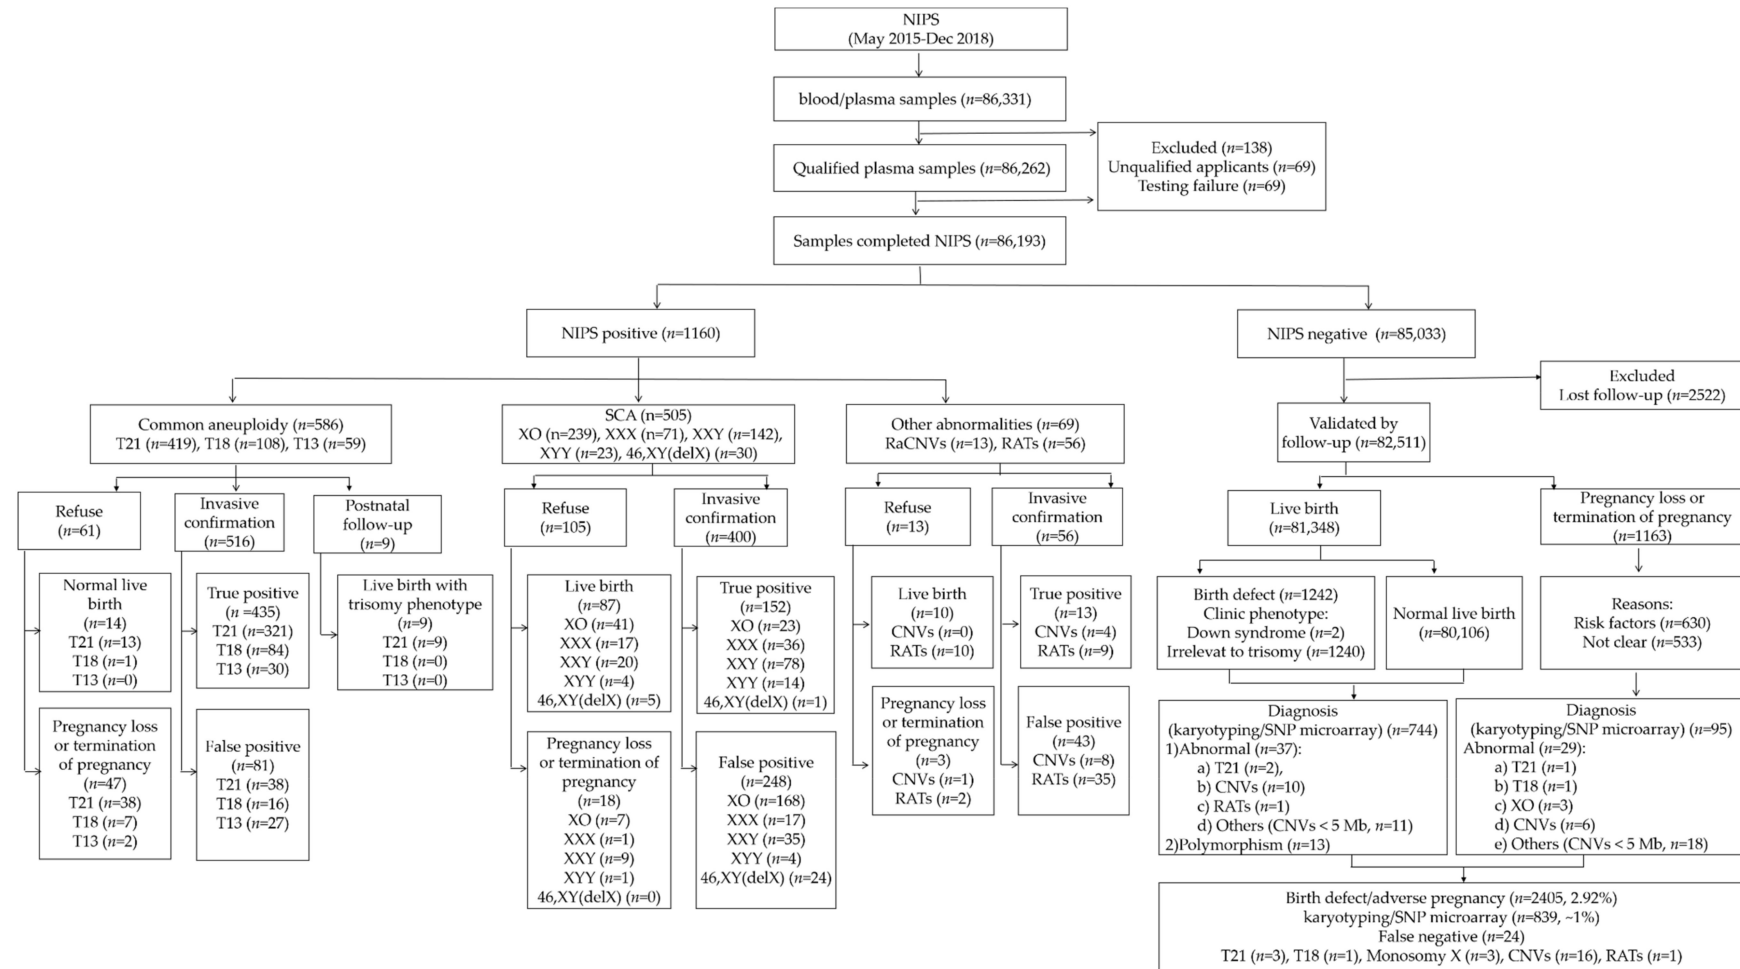 NIPS
(May 2015-Dec 2018)
blood/plasma samples (n=86,331)
Excluded (n=138)
Unqualified applicants (n=69)
Testing failure (n=69)
Qualified plasma samples (n=86,262)
Samples completed NIPS (n=86,193)
NIPS positive (n=1160)
NIPS negative (n=85,033)
Excluded
Lost follow-up (n=2522)
Common aneuploidy (n=586)
T21 (n=419), T18 (n=108), T13 (n=59)
SCA (n=505)
XO (n=239), XXX (n=71), XXY (n=142),
XYY (n=23), 46,XY(delX) (n=30)
Other abnormalities (n=69)
RaCNVs (n=13), RATs (n=56)
Validated by
follow-up (n=82,511)
Refuse
(n=61)
Invasive
confirmation
(n=516)
Postnatal
follow-up
(n=9)
Refuse
(n=105)
Invasive
confirmation
(n=400)
Refuse
(n=13)
Invasive
confirmation
(n=56)
Live birth
(n=81,348)
Pregnancy loss or
termination of pregnancy
(n=1163)
Normal live
birth
(n=14)
T21 (n=13)
T18 (n=1)
T13 (n=0)
True positive
(n =435)
T21 (n=321)
T18 (n=84)
T13 (n=30)
Live birth with
trisomy phenotype
(n=9)
T21 (n=9)
T18 (n=0)
T13 (n=0)
Live birth
(n=87)
XO (n=41)
XXX (n=17)
XXY (n=20)
XYY (n=4)
46,XY(delX) (n=5)
True positive
(n=152)
XO (n=23)
XXX (n=36)
XXY (n=78)
XYY (n=14)
46,XY(delX) (n=1)
Live birth
(n=10)
CNVs (n=0)
RATs (n=10)
True positive
(n=13)
CNVs (n=4)
RATs (n=9)
Birth defect (n=1242)
Clinic phenotype:
Down syndrome (n=2)
Irrelevat to trisomy (n=1240)
Normal live birth
(n=80,106)
Reasons:
Risk factors (n=630)
Not clear (n=533)
Pregnancy loss
or termination
of pregnancy
(n=47)
T21 (n=38)
T18 (n=7)
T13 (n=2)
False positive
(n=81)
T21 (n=38)
T18 (n=16)
T13 (n=27)
Pregnancy loss
or termination of
pregnancy
(n=18)
XO (n=7)
XXX (n=1)
XXY (n=9)
XYY (n=1)
46,XY(delX) (n=0)
False positive
(n=248)
XO (n=168)
XXX (n=17)
XXY (n=35)
XYY (n=4)
46,XY(delX) (n=24)
Pregnancy loss
or termination
of pregnancy
(n=3)
CNVs (n=1)
RATs (n=2)
False positive
(n=43)
CNVs (n=8)
RATs (n=35)
Diagnosis
(karyotyping/SNP microarray) (n=744)
1)Abnormal (n=37):
a) T21 (n=2),
b) CNVs (n=10)
c) RATs (n=1)
d) Others (CNVs < 5 Mb, n=11)
2)Polymorphism (n=13)
Diagnosis
(karyotyping/SNP microarray) (n=95)
Abnormal (n=29):
a) T21 (n=1)
b) T18 (n=1)
c) XO (n=3)
d) CNVs (n=6)
e) Others (CNVs < 5 Mb, n=18)
Birth defect/adverse pregnancy (n=2405, 2.92%)
karyotyping/SNP microarray (n=839, ~1%)
False negative (n=24)
T21 (n=3), T18 (n=1), Monosomy X (n=3), CNVs (n=16), RATs (n=1)